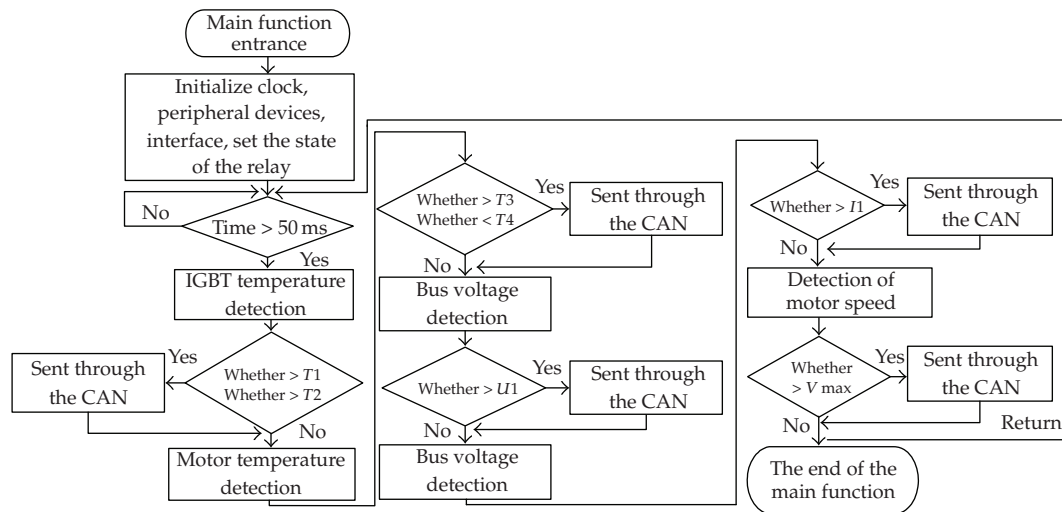 Main function
entrance
Initialize clock,
peripheral devices,
interface, set the state
of the relay
No
Time > 50 ms
Yes
IGBT temperature
detection
Yes
Sent through
the CAN
Whether > T1
Whether > T2
No
Motor temperature
detection
Whether > T3
Whether < T4
Yes
Sent through
the CAN
No
Bus voltage
detection
Whether > U1
Yes
Sent through
the CAN
No
Bus voltage
detection
Whether > I1
Yes
Sent through
the CAN
No
Detection of
motor speed
Whether
> V max
Yes
Sent through
the CAN
No
Return
The end of the
main function